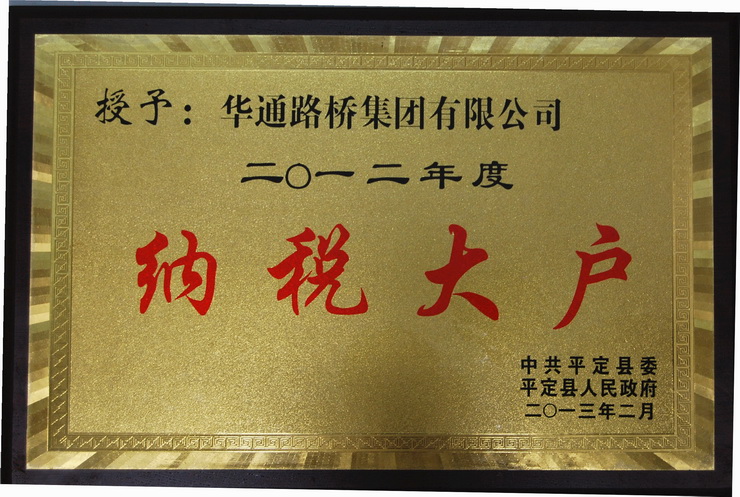 授予：华通路桥集团有限公司
二〇一二年度
纳税大户
中共平定县委
平定县人民政府
二〇一三年二月